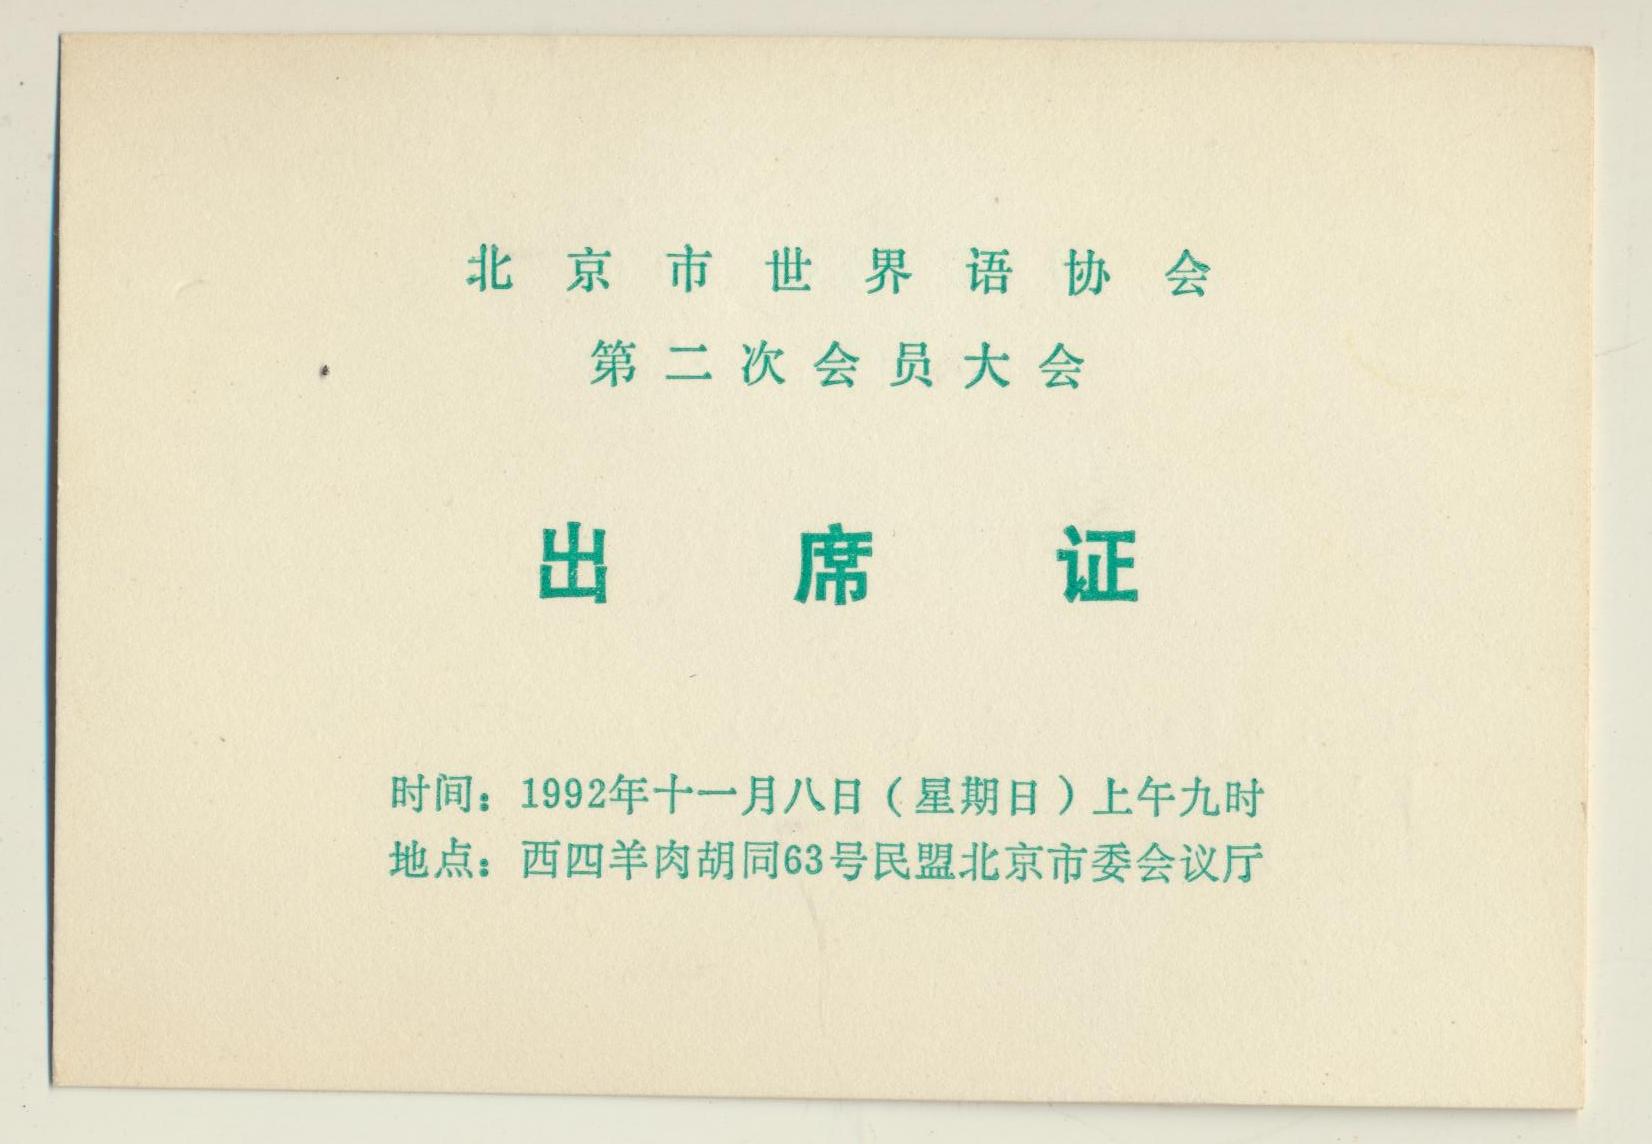 北京市世界语协会
第二次会员大会
出席证
时间：1992年十一月八日（星期日）上午九时
地点：西四羊肉胡同63号民盟北京市委会议厅